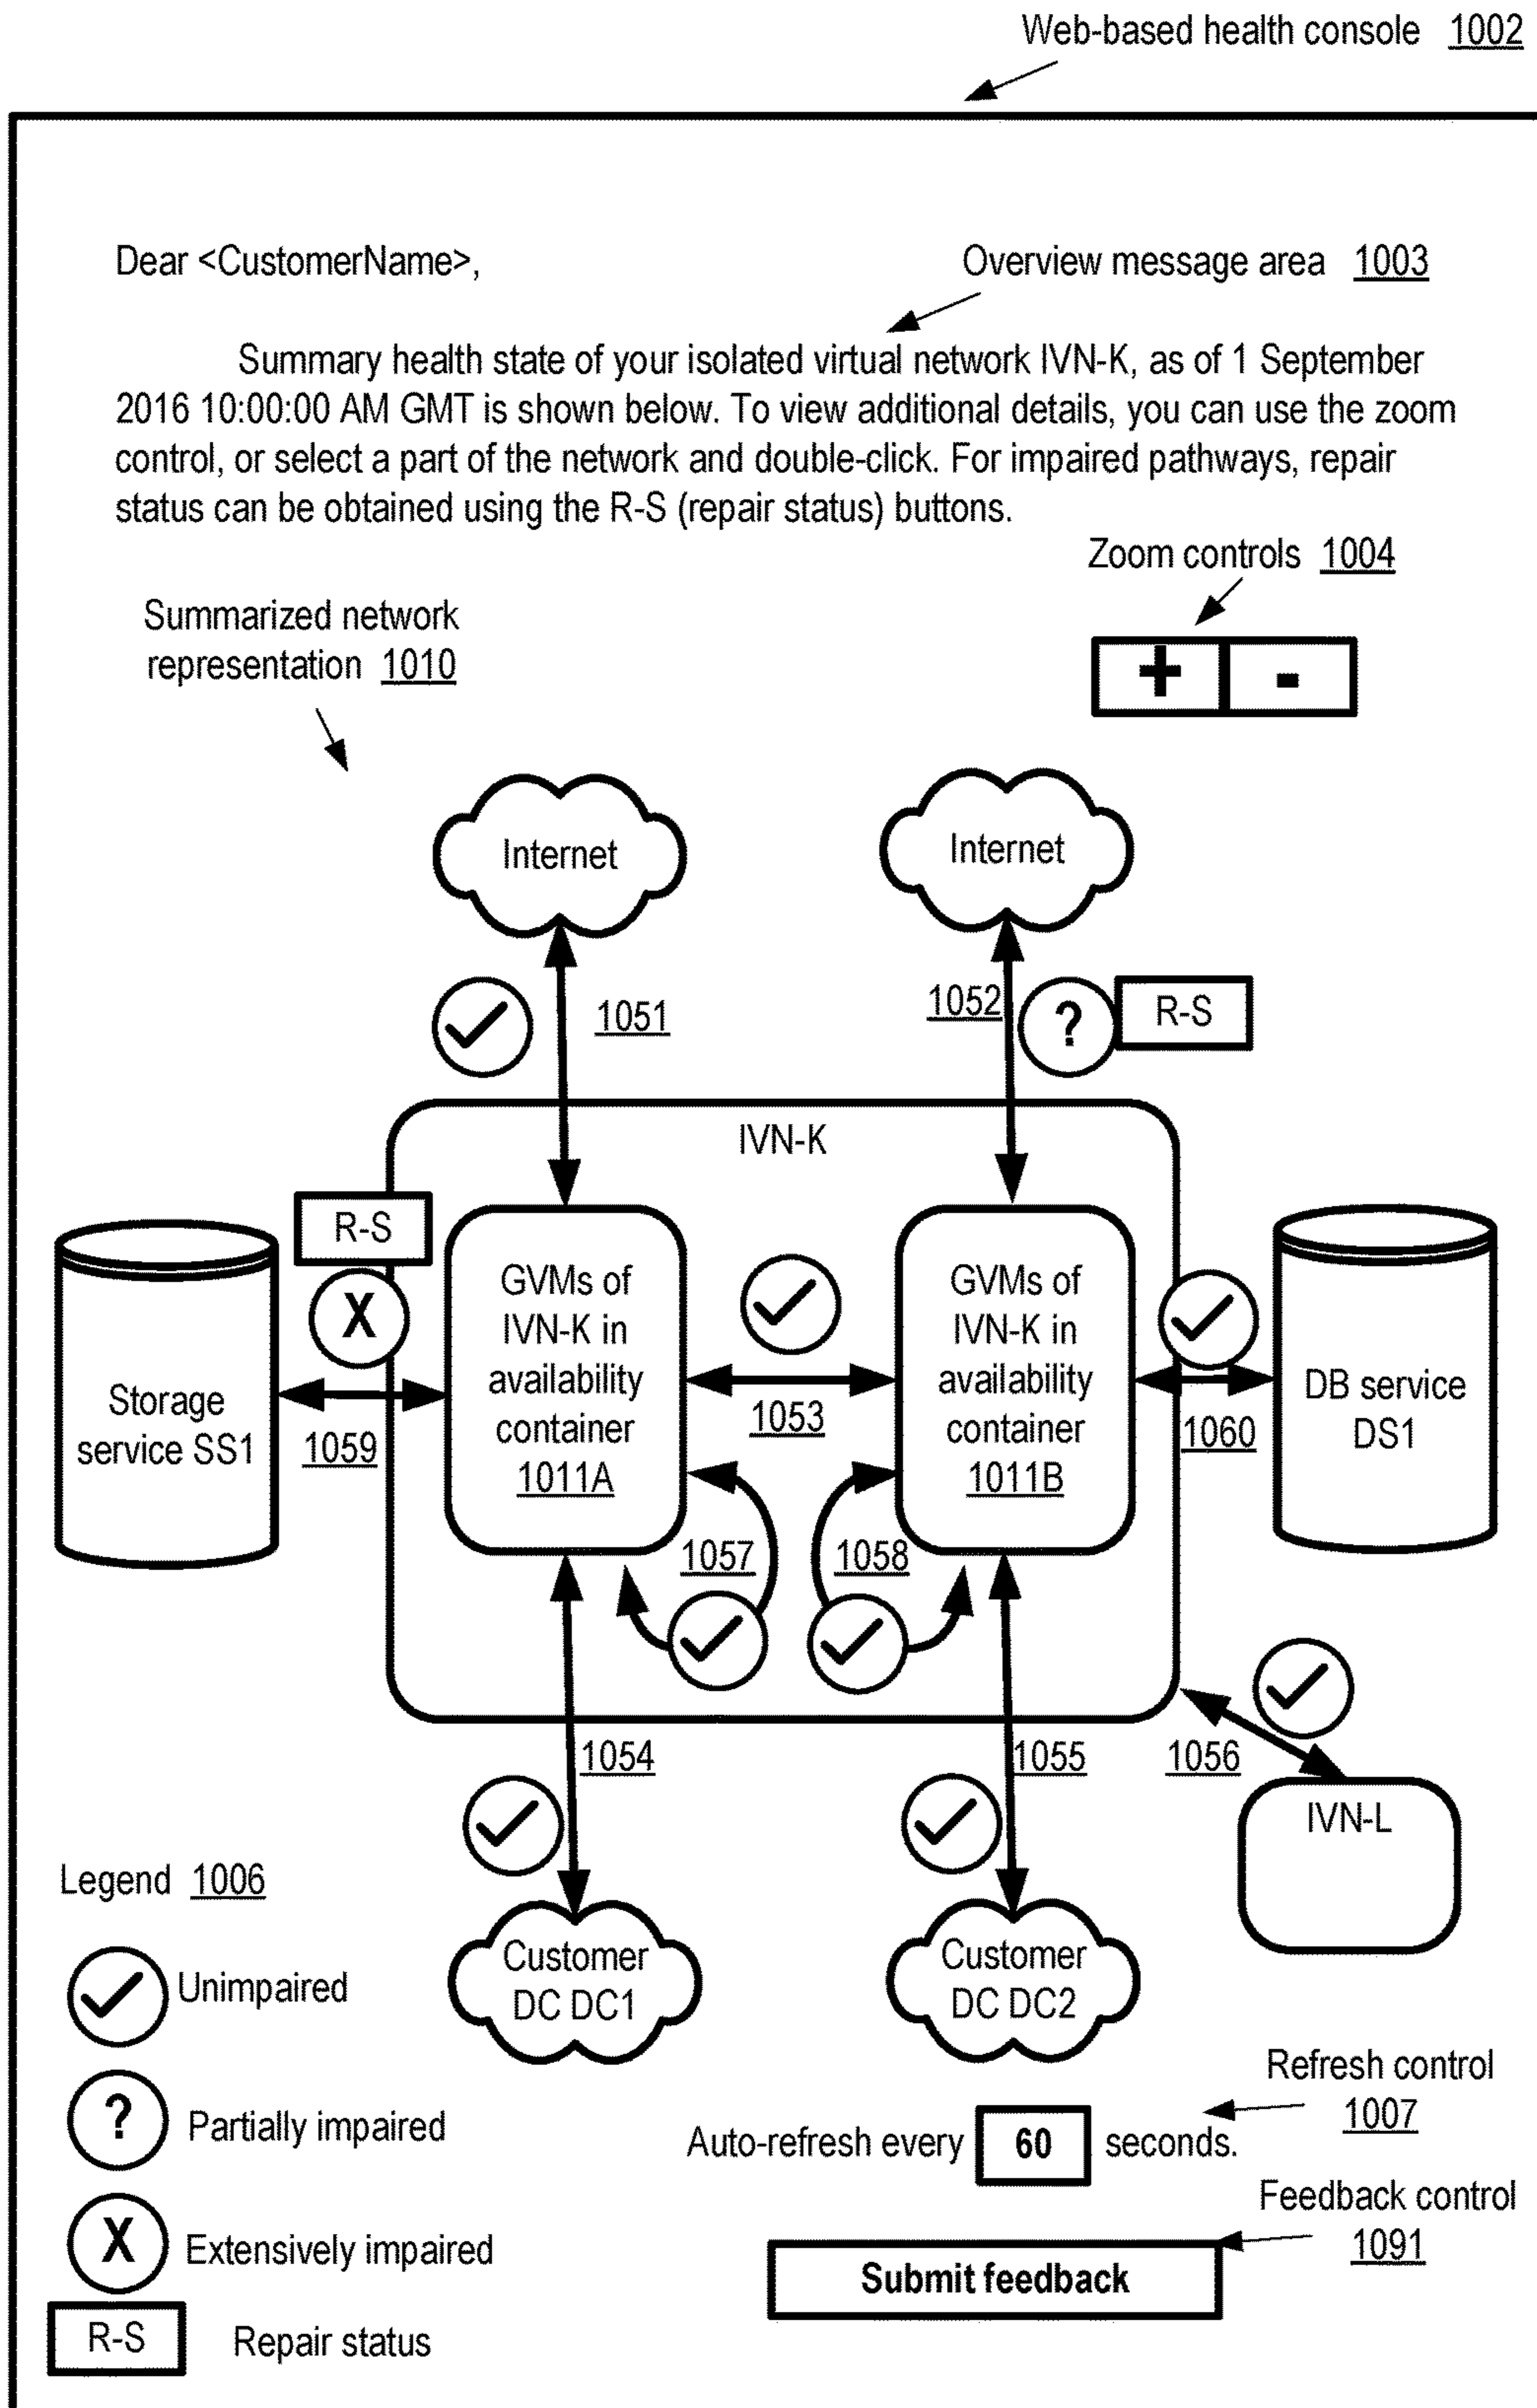 Web-based health console 1002
Dear <CustomerName>,
Overview message area 1003
Summary health state of your isolated virtual network IVN-K, as of 1 September
2016 10:00:00 AM GMT is shown below. To view additional details, you can use the zoom
control, or select a part of the network and double-click. For impaired pathways, repair
status can be obtained using the R-S (repair status) buttons.
Zoom controls 1004
+ -
Summarized network
representation 1010
Internet
Internet
1051
1052
?
R-S
IVN-K
R-S
X
Storage
service SS1
1059
GVMs of
IVN-K in
availability
container
1011A
1053
GVMs of
IVN-K in
availability
container
1011B
1060
DB service
DS1
1057
1058
1054
1055
1056
IVN-L
Customer
DC DC1
Customer
DC DC2
Legend 1006
Unimpaired
? Partially impaired
X Extensively impaired
R-S Repair status
Refresh control
1007
Auto-refresh every 60 seconds.
Feedback control
1091
Submit feedback